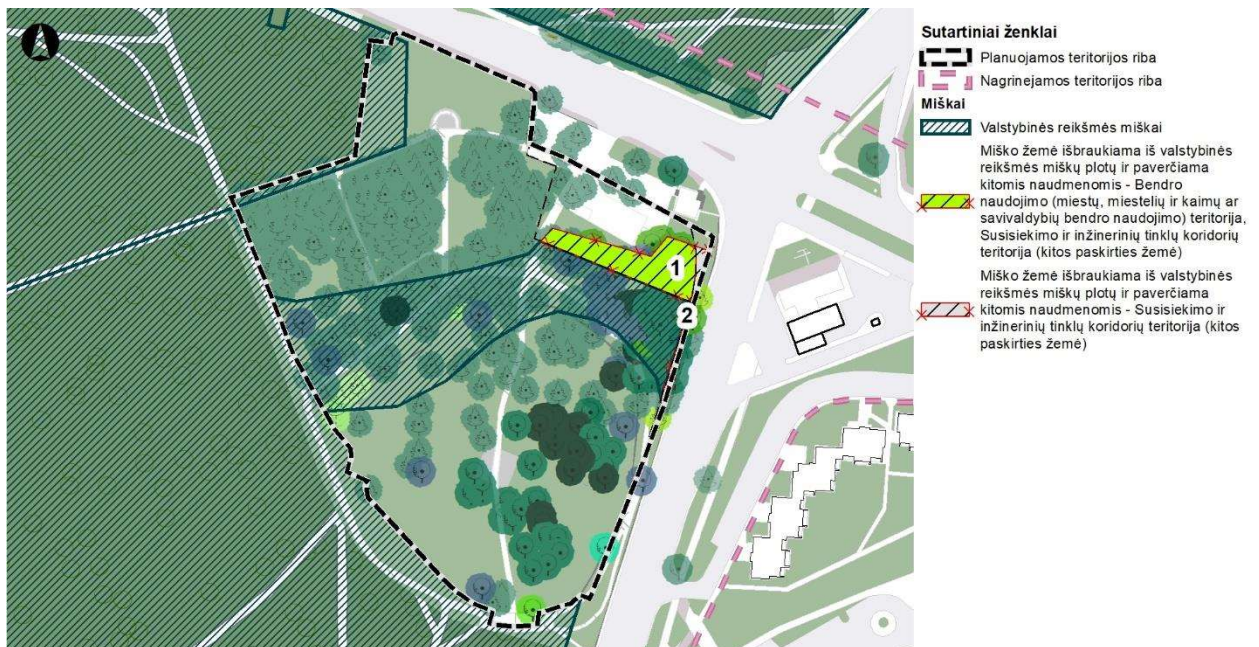 Sutartiniai ženklai
Planuojamos teritorijos riba
Nagrinėjamos teritorijos riba
Miškai
Valstybinės reikšmės miškai
Miško žemė išbraukiama iš valstybinės
reikšmės miškų plotų ir paverčiama
kitomis naudmenomis - Bendro
naudojimo (miestų, miestelių ir kaimų ar
savivaldybių bendro naudojimo) teritorija,
Susisiekimo ir inžinerinių tinklų koridorių
teritorija (kitos paskirties žemė)
Miško žemė išbraukiama iš valstybinės
reikšmės miškų plotų ir paverčiama
kitomis naudmenomis - Susisiekimo ir
inžinerinių tinklų koridorių teritorija (kitos
paskirties žemė)
1
2